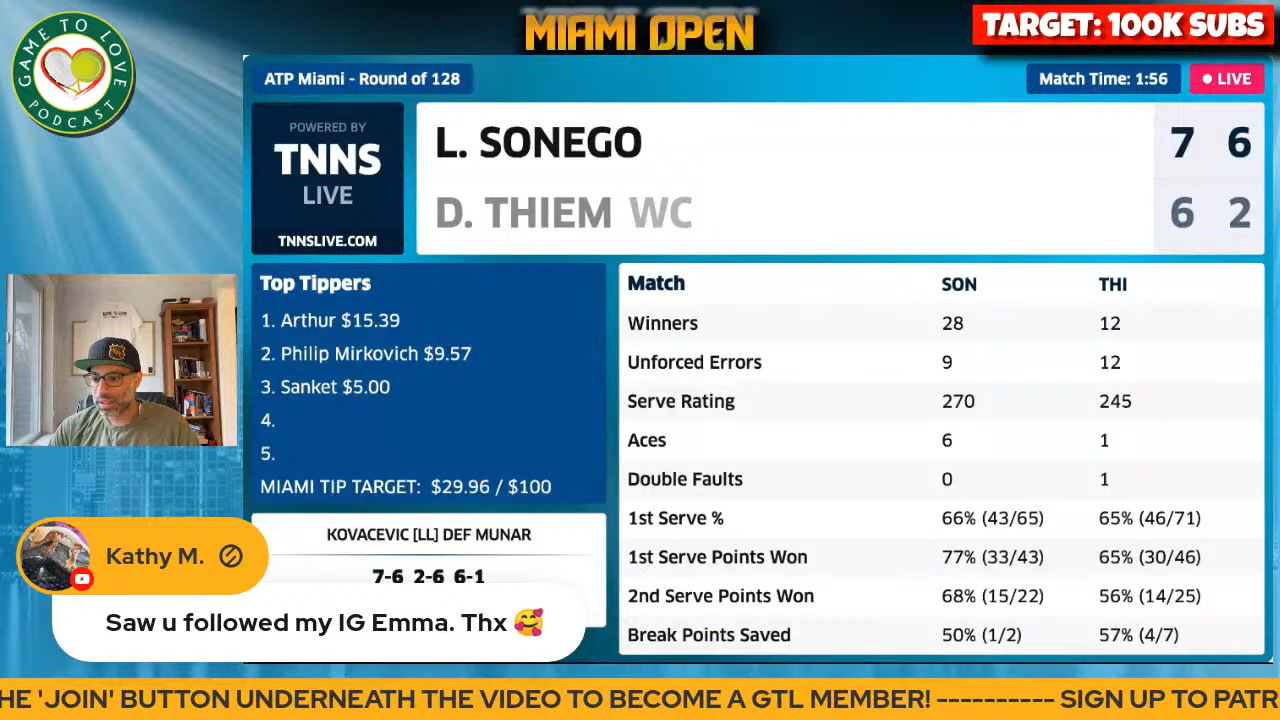 GAME TO LOVE
PODCAST
MIAMI OPEN
TARGET: 100K SUBS
ATP Miami - Round of 128
Match Time: 1:56
LIVE
POWERED BY
TNNS
LIVE
TNNSLIVE.COM
L. SONEGO 7 6
D. THIEM WC 6 2
Top Tippers
1. Arthur $15.39
2. Philip Mirkovich $9.57
3. Sanket $5.00
4.
5.
MIAMI TIP TARGET: $29.96 / $100
KOVACEVIC [LL] DEF MUNAR
7-6 2-6 6-1
Match SON THI
Winners 28 12
Unforced Errors 9 12
Serve Rating 270 245
Aces 6 1
Double Faults 0 1
1st Serve % 66% (43/65) 65% (46/71)
1st Serve Points Won 77% (33/43) 65% (30/46)
2nd Serve Points Won 68% (15/22) 56% (14/25)
Break Points Saved 50% (1/2) 57% (4/7)
Kathy M.
Saw u followed my IG Emma. Thx 🥰
HE 'JOIN' BUTTON UNDERNEATH THE VIDEO TO BECOME A GTL MEMBER! ---------- SIGN UP TO PATR